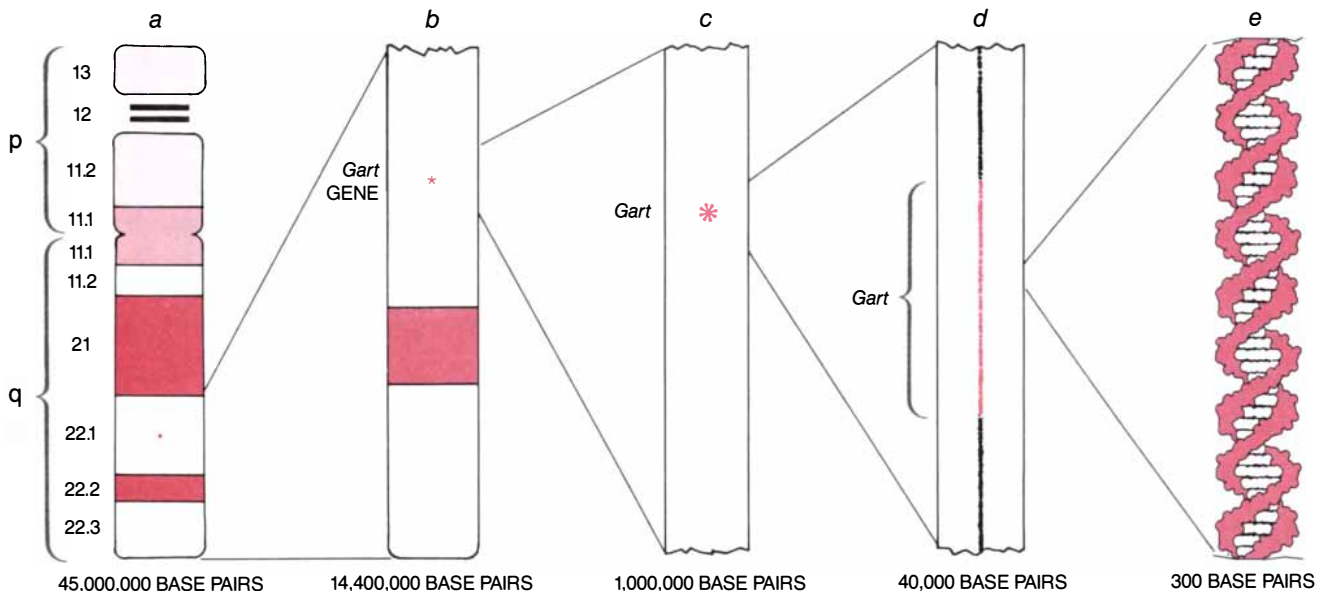 a
b
c
d
e
p
13
12
11.2
11.1
q
11.1
11.2
21
22.1
22.2
22.3
Gart
GENE
Gart
Gart
45,000,000 BASE PAIRS
14,400,000 BASE PAIRS
1,000,000 BASE PAIRS
40,000 BASE PAIRS
300 BASE PAIRS